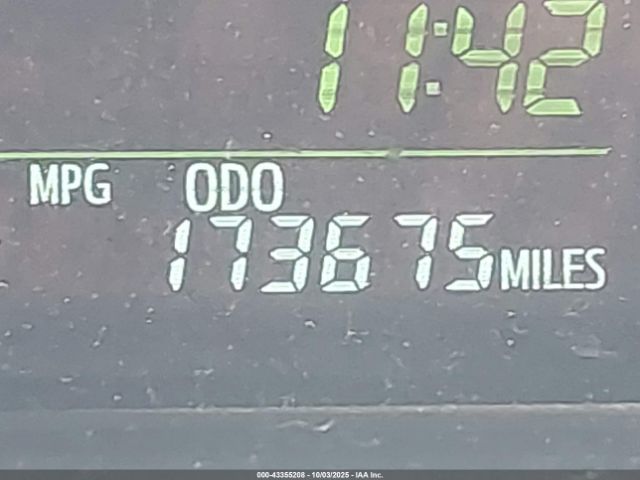 11:42
MPG ODO
173675 MILES
000-43355208 - 10/03/2025 - IAA Inc.